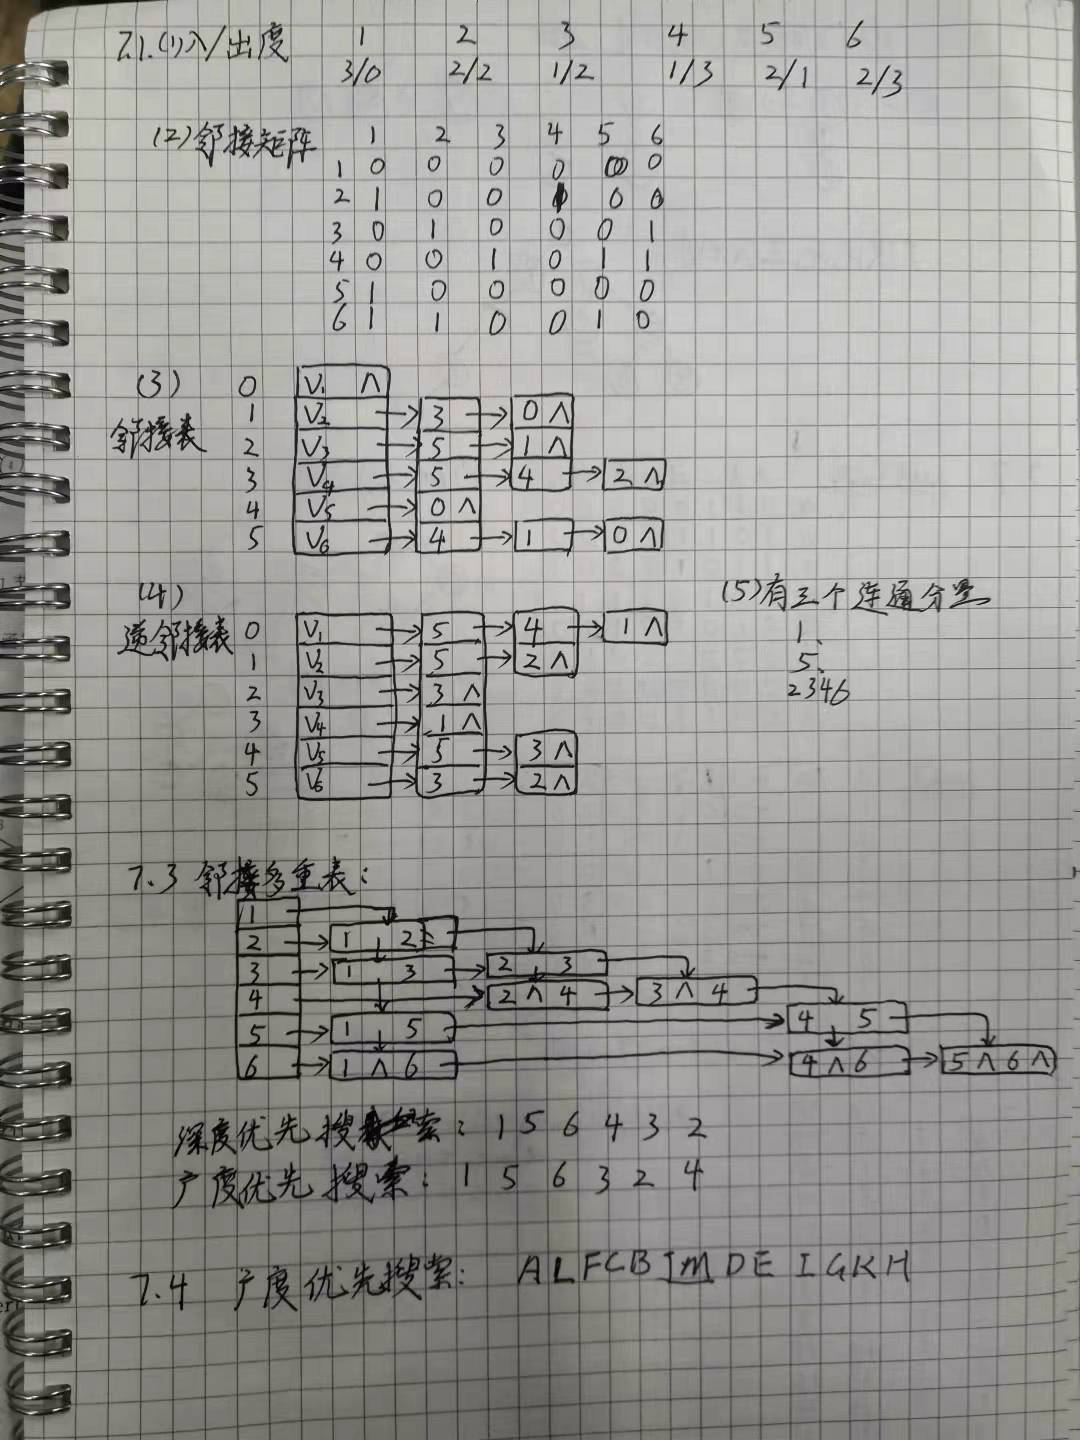 7.1.(1)入/出度 1 2 3 4 5 6
3/0 2/2 1/2 1/3 2/1 2/3
(2)邻接矩阵 1 2 3 4 5 6
1 0 0 0 0 0 0
2 1 0 0 1 0 0
3 0 1 0 0 0 1
4 0 0 1 0 1 1
5 1 0 0 0 0 0
6 1 1 0 0 1 0
(3) 0 V₁ ∧
邻接表
1 V₂ → 3 → 0 ∧
2 V₃ → 5 → 1 ∧
3 V₄ → 5 → 4 → 2 ∧
4 V₅ → 0 ∧
5 V₆ → 4 → 1 → 0 ∧
(4)
逆邻接表 0 V₁ → 5 → 4 → 1 ∧
1 V₂ → 5 → 2 ∧
2 V₃ → 3 ∧
3 V₄ → 1 ∧
4 V₅ → 5 → 3 ∧
5 V₆ → 3 → 2 ∧
(5)有三个连通分量
1、
5、
2346
7.3 邻接多重表:
1
2 → 1 2
3 → 1 3 → 2 3
4 → 2 ∧ 4 → 3 ∧ 4
5 → 1 5 → 4 5
6 → 1 ∧ 6 → 4 ∧ 6 → 5 ∧ 6 ∧
深度优先搜索: 1 5 6 4 3 2
广度优先搜索: 1 5 6 3 2 4
7.4 广度优先搜索: ALFCBJMDEIGKH